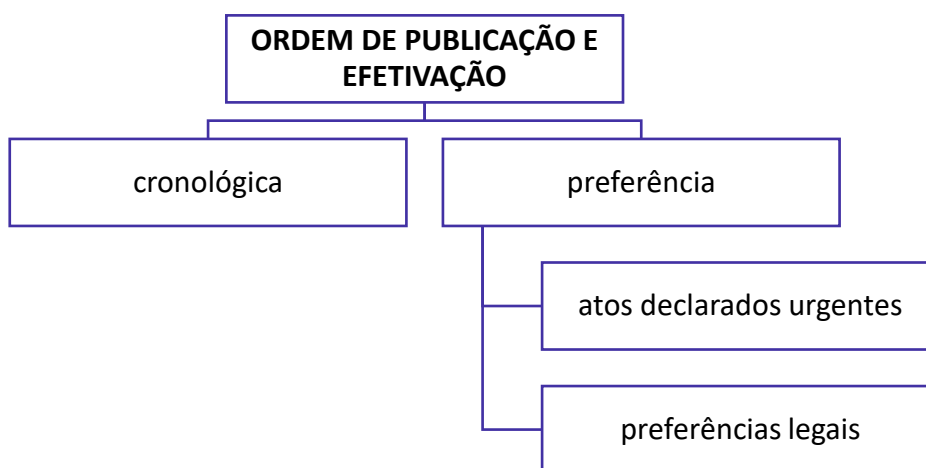 ORDEM DE PUBLICAÇÃO E
EFETIVAÇÃO
cronológica
preferência
atos declarados urgentes
preferências legais